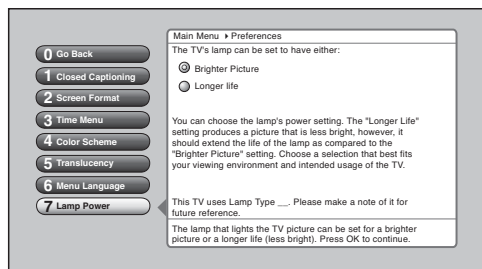 Main Menu ▸ Preferences
0 Go Back
1 Closed Captioning
2 Screen Format
3 Time Menu
4 Color Scheme
5 Translucency
6 Menu Language
7 Lamp Power
The TV's lamp can be set to have either:
Brighter Picture
Longer life
You can choose the lamp's power setting. The "Longer Life"
setting produces a picture that is less bright, however, it
should extend the life of the lamp as compared to the
"Brighter Picture" setting. Choose a selection that best fits
your viewing environment and intended usage of the TV.
This TV uses Lamp Type __. Please make a note of it for
future reference.
The lamp that lights the TV picture can be set for a brighter
picture or a longer life (less bright). Press OK to continue.